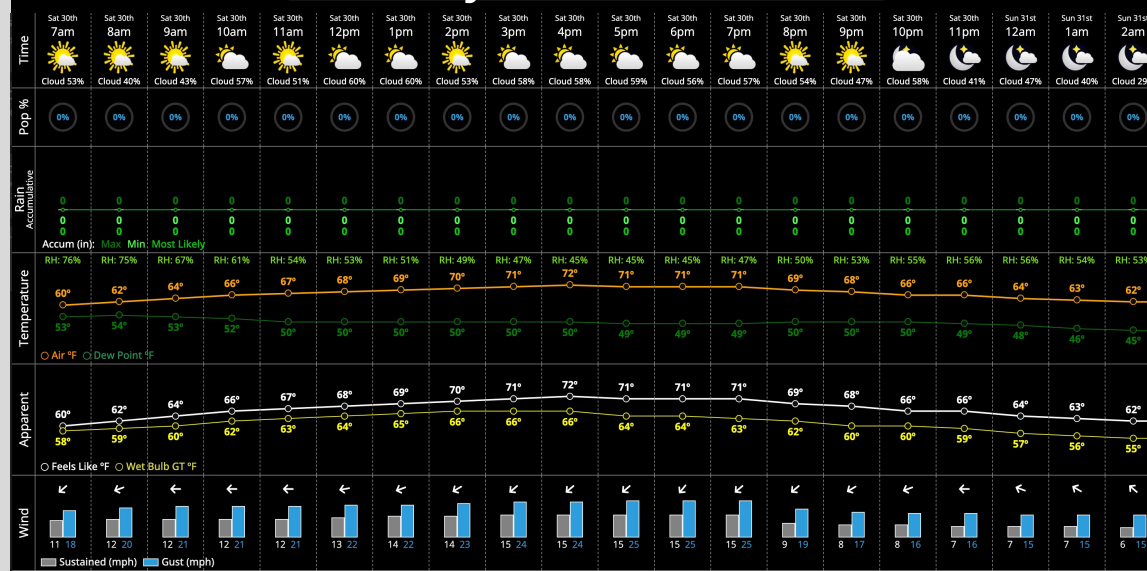 Sat 30th Sat 30th Sat 30th Sat 30th Sat 30th Sat 30th Sat 30th Sat 30th Sat 30th Sat 30th Sat 30th Sat 30th Sat 30th Sat 30th Sat 30th Sat 30th Sat 30th Sun 31st Sun 31st Sun 31st
Time 7am 8am 9am 10am 11am 12pm 1pm 2pm 3pm 4pm 5pm 6pm 7pm 8pm 9pm 10pm 11pm 12am 1am 2am
Cloud 53% Cloud 40% Cloud 43% Cloud 57% Cloud 51% Cloud 60% Cloud 60% Cloud 53% Cloud 58% Cloud 58% Cloud 59% Cloud 56% Cloud 57% Cloud 54% Cloud 47% Cloud 58% Cloud 41% Cloud 47% Cloud 40% Cloud 29
Pop % 0% 0% 0% 0% 0% 0% 0% 0% 0% 0% 0% 0% 0% 0% 0% 0% 0% 0% 0% 0%
Rain Accumulative
0 0 0 0 0 0 0 0 0 0 0 0 0 0 0 0 0 0 0 0
0 0 0 0 0 0 0 0 0 0 0 0 0 0 0 0 0 0 0 0
0 0 0 0 0 0 0 0 0 0 0 0 0 0 0 0 0 0 0 0
Accum (in): Max Min Most Likely
RH: 76% RH: 75% RH: 67% RH: 61% RH: 54% RH: 53% RH: 51% RH: 49% RH: 47% RH: 45% RH: 45% RH: 45% RH: 47% RH: 50% RH: 53% RH: 55% RH: 56% RH: 56% RH: 54% RH: 53%
Temperature
60° 62° 64° 66° 67° 68° 69° 70° 71° 72° 71° 71° 71° 69° 68° 66° 66° 64° 63° 62°
53° 54° 53° 52° 50° 50° 50° 50° 50° 50° 49° 49° 49° 50° 50° 50° 49° 48° 46° 45°
Air °F Dew Point °F
Apparent
60° 62° 64° 66° 67° 68° 69° 70° 71° 72° 71° 71° 71° 69° 68° 66° 66° 64° 63° 62°
58° 59° 60° 62° 63° 64° 65° 66° 66° 66° 64° 64° 63° 62° 60° 60° 59° 57° 56° 55°
Feels Like °F Wet Bulb GT °F
Wind
11 18 12 20 12 21 12 21 12 21 13 22 14 22 14 23 15 24 15 24 15 25 15 25 15 25 9 19 8 17 8 16 7 16 7 15 7 15 6 15
Sustained (mph) Gust (mph)